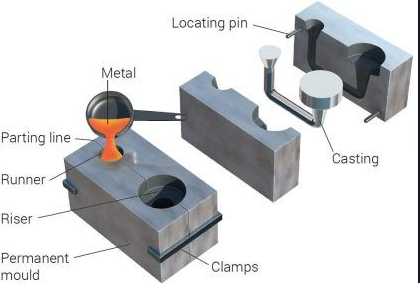 Locating pin
Metal
Parting line
Casting
Runner
Riser
Permanent
mould
Clamps